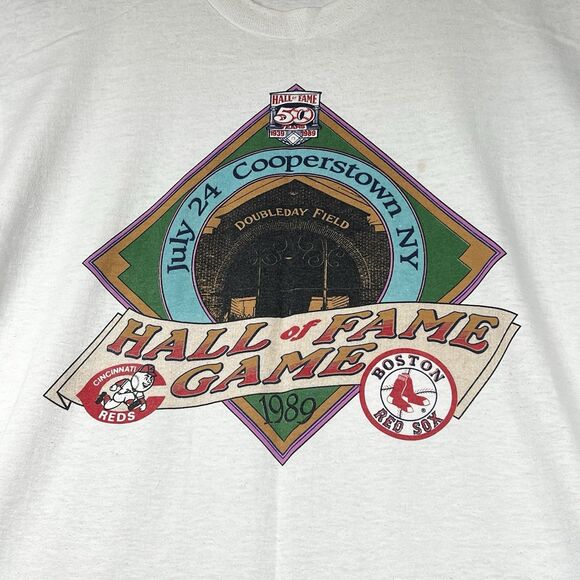 HALL of FAME
50
YEARS
1939 1989
July 24 Cooperstown NY
DOUBLEDAY FIELD
HALL of FAME
GAME
1989
CINCINNATI
REDS
BOSTON
RED SOX